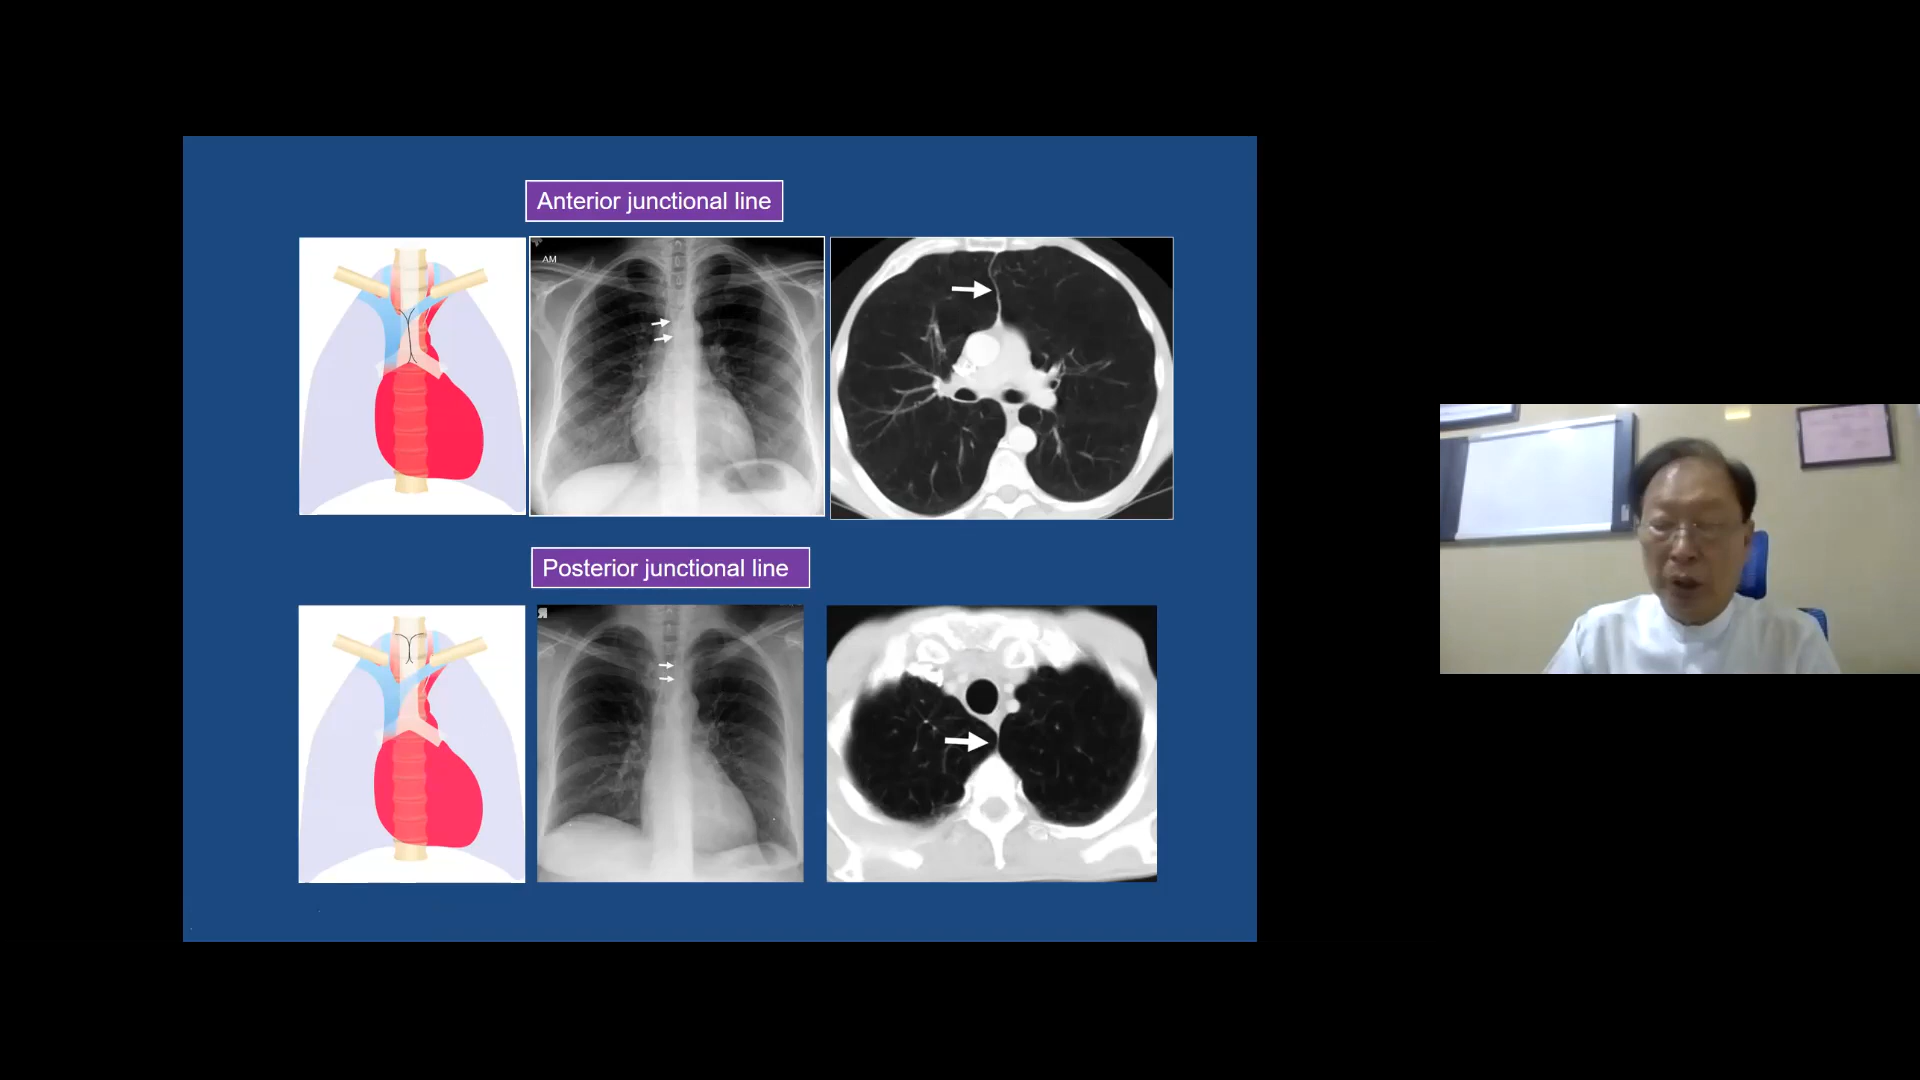 Anterior junctional line
AM
Posterior junctional line
R